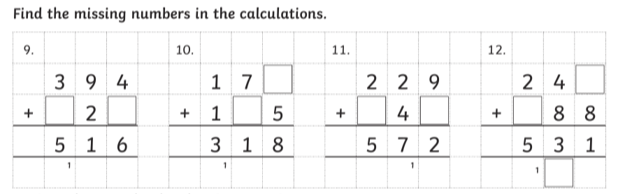 Find the missing numbers in the calculations.
9. 10. 11. 12.
3 9 4 1 7 2 2 9 2 4
+ 2 + 1 5 + 4 + 8 8
5 1 6 3 1 8 5 7 2 5 3 1
1 1 1 1